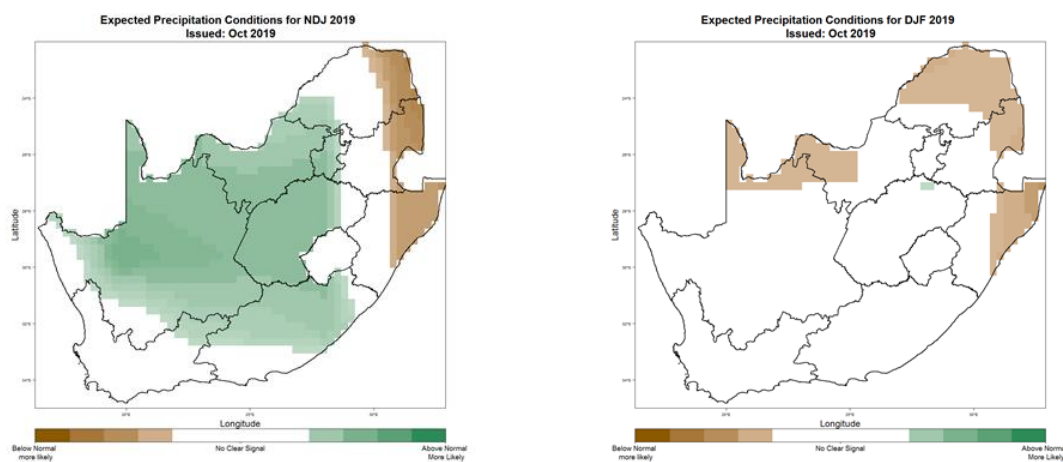 Expected Precipitation Conditions for NDJ 2019
Issued: Oct 2019
Latitude
Longitude
Below Normal
more likely
No Clear Signal
Above Normal
More Likely
Expected Precipitation Conditions for DJF 2019
Issued: Oct 2019
Latitude
Longitude
Below Normal
more likely
No Clear Signal
Above Normal
More Likely